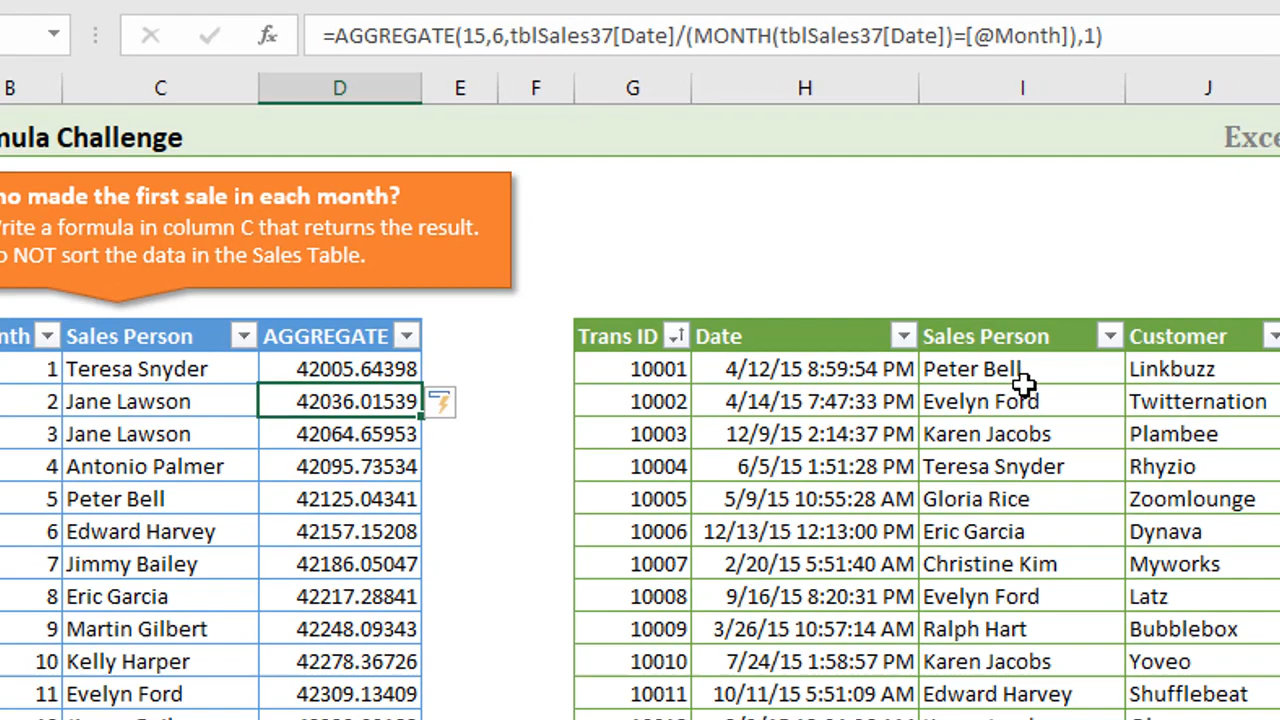 =AGGREGATE(15,6,tblSales37[Date]/(MONTH(tblSales37[Date])=[@Month]),1)
B C D E F G H I J
mula Challenge
Exce
ho made the first sale in each month?
Write a formula in column C that returns the result.
o NOT sort the data in the Sales Table.
nth Sales Person AGGREGATE
1 Teresa Snyder 42005.64398
2 Jane Lawson 42036.01539
3 Jane Lawson 42064.65953
4 Antonio Palmer 42095.73534
5 Peter Bell 42125.04341
6 Edward Harvey 42157.15208
7 Jimmy Bailey 42186.05047
8 Eric Garcia 42217.28841
9 Martin Gilbert 42248.09343
10 Kelly Harper 42278.36726
11 Evelyn Ford 42309.13409
Trans ID Date Sales Person Customer
10001 4/12/15 8:59:54 PM Peter Bell Linkbuzz
10002 4/14/15 7:47:33 PM Evelyn Ford Twitternation
10003 12/9/15 2:14:37 PM Karen Jacobs Plambee
10004 6/5/15 1:51:28 PM Teresa Snyder Rhyzio
10005 5/9/15 10:55:28 AM Gloria Rice Zoomlounge
10006 12/13/15 12:13:00 PM Eric Garcia Dynava
10007 2/20/15 5:51:40 AM Christine Kim Myworks
10008 9/16/15 8:20:31 PM Evelyn Ford Latz
10009 3/26/15 10:57:14 AM Ralph Hart Bubblebox
10010 7/24/15 1:58:57 PM Karen Jacobs Yoveo
10011 10/11/15 5:51:09 AM Edward Harvey Shufflebeat